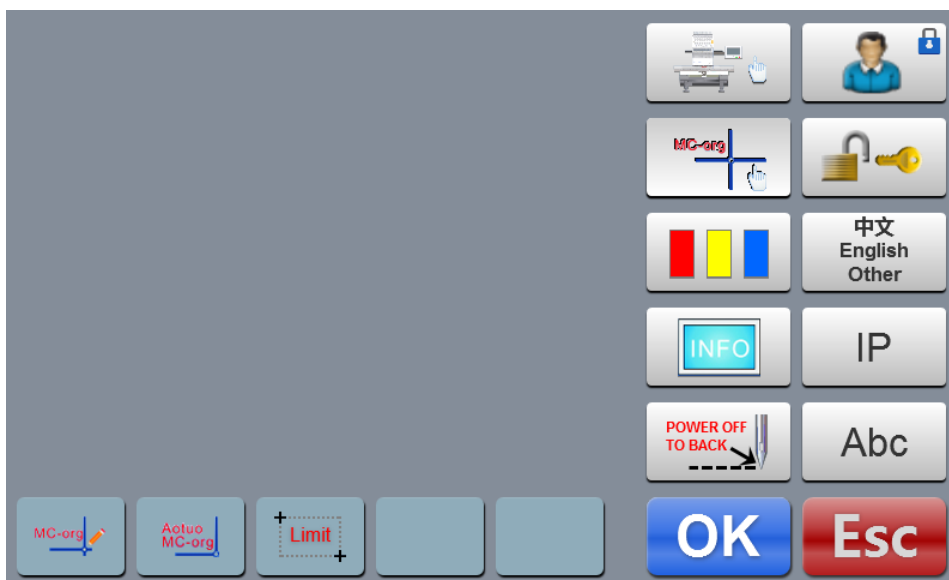 MC-org
中文
English
Other
INFO
IP
POWER OFF
TO BACK
Abc
MC-org
Aotuo
MC-org
Limit
OK
Esc